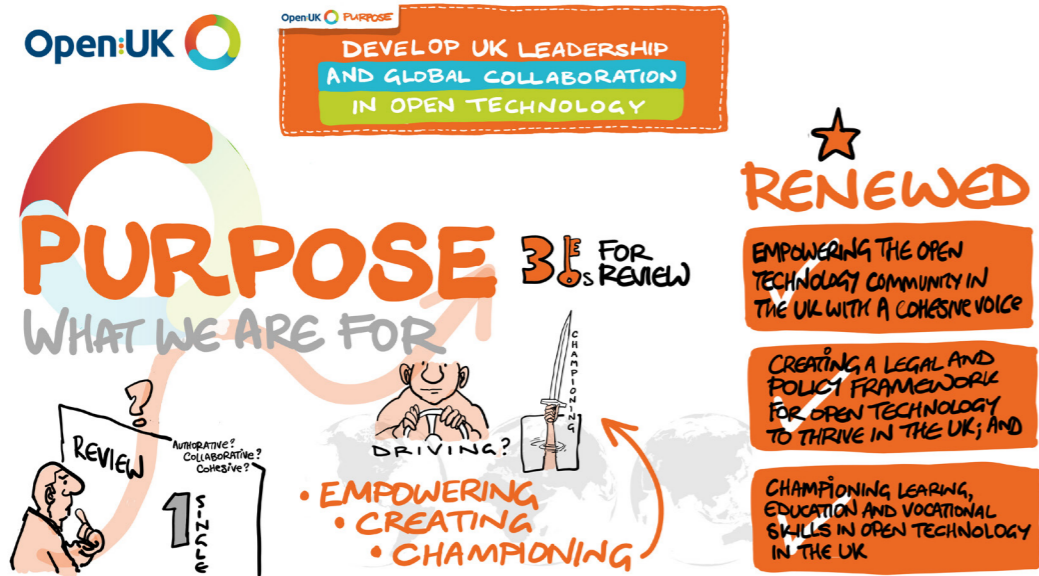 Open:UK
Open:UK PURPOSE
DEVELOP UK LEADERSHIP
AND GLOBAL COLLABORATION
IN OPEN TECHNOLOGY
PURPOSE
WHAT WE ARE FOR
3 s FOR
REVIEW
REVIEW
?
AUTHORATIVE?
COLLABORATIVE?
COHESIVE?
1 SINGLE
DRIVING?
CHAMPIONING
• EMPOWERING
• CREATING
• CHAMPIONING
RENEWED
EMPOWERING THE OPEN
TECHNOLOGY COMMUNITY IN
THE UK WITH A COHESIVE VOICE
CREATING A LEGAL AND
POLICY FRAMEWORK
FOR OPEN TECHNOLOGY
TO THRIVE IN THE UK; AND
CHAMPIONING LEARING,
EDUCATION AND VOCATIONAL
SKILLS IN OPEN TECHNOLOGY
IN THE UK